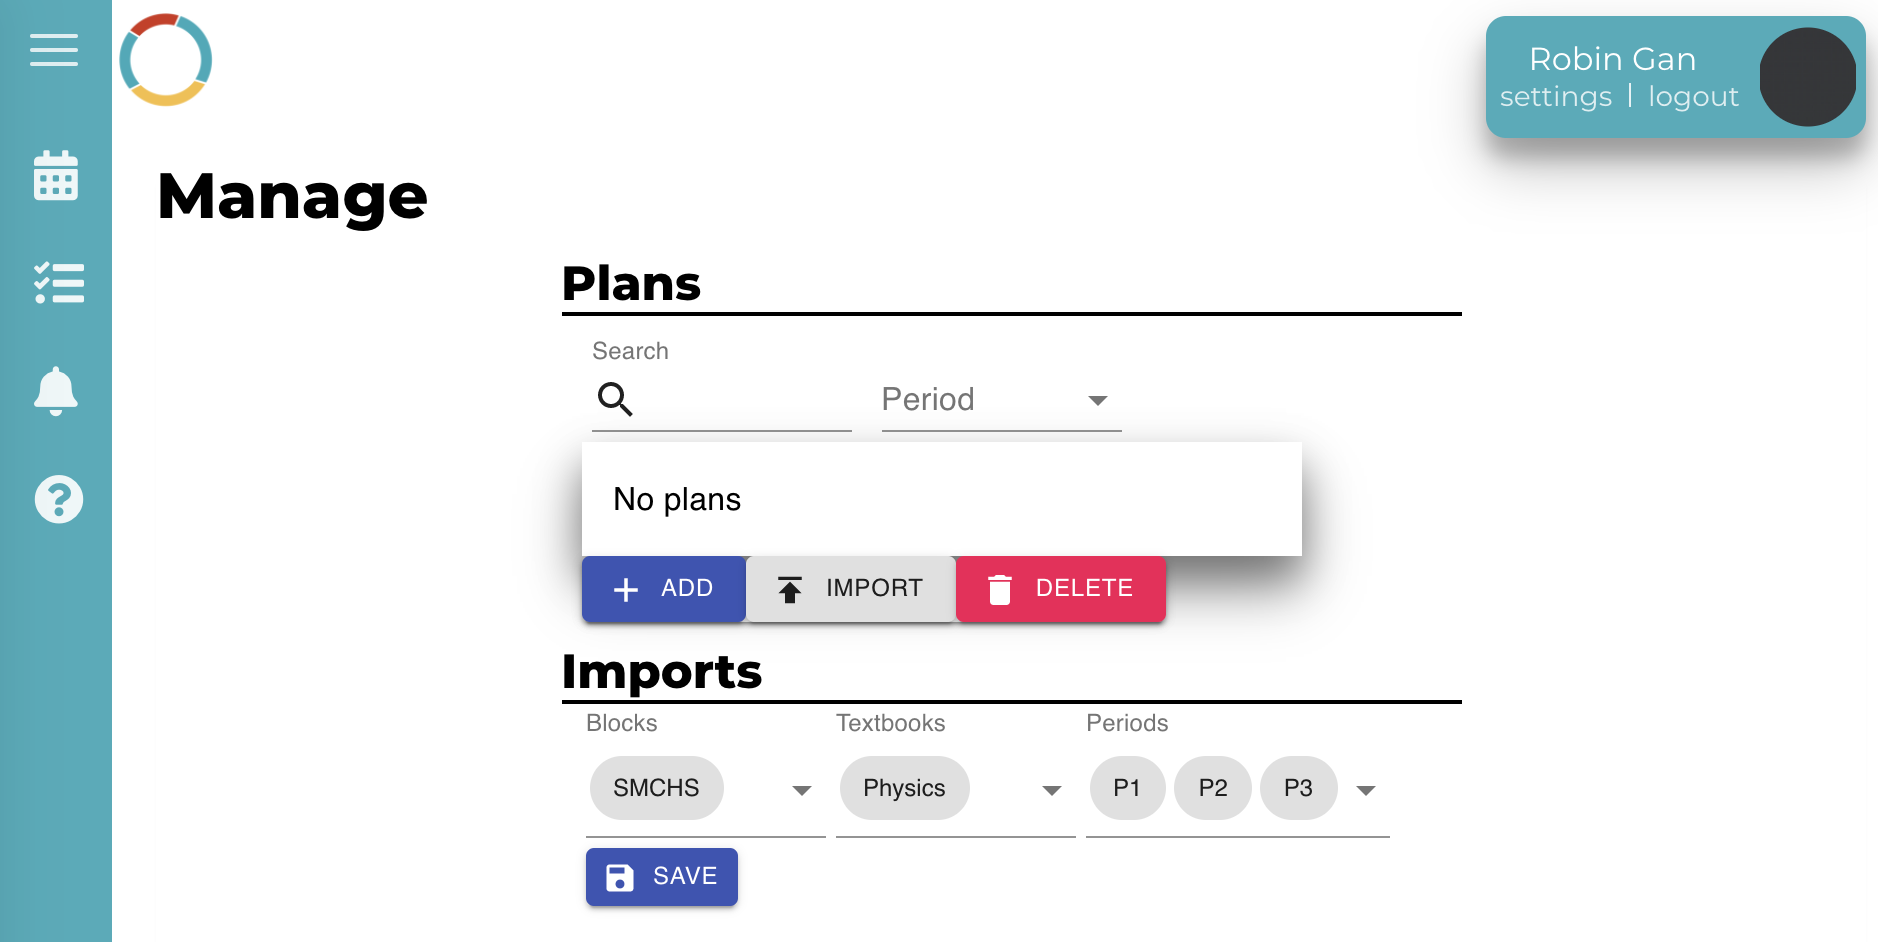 Robin Gan
settings | logout
Manage
Plans
Search
Period
No plans
ADD IMPORT DELETE
Imports
Blocks Textbooks Periods
SMCHS Physics P1 P2 P3
SAVE